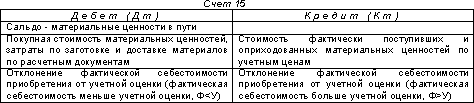 Счет 15
Дебет (Дт)
Кредит (Кт)
Сальдо - материальные ценности в пути
Покупная стоимость материальных ценностей,
затраты по заготовке и доставке материалов
по расчетным документам
Стоимость фактически поступивших и
оприходованных материальных ценностей по
учетным ценам
Отклонение фактической себестоимости
приобретения от учетной оценки (фактическая
себестоимость меньше учетной оценки, Ф<У)
Отклонение фактической себестоимости
приобретения от учетной оценки (фактическая
себестоимость больше учетной оценки, Ф>У)